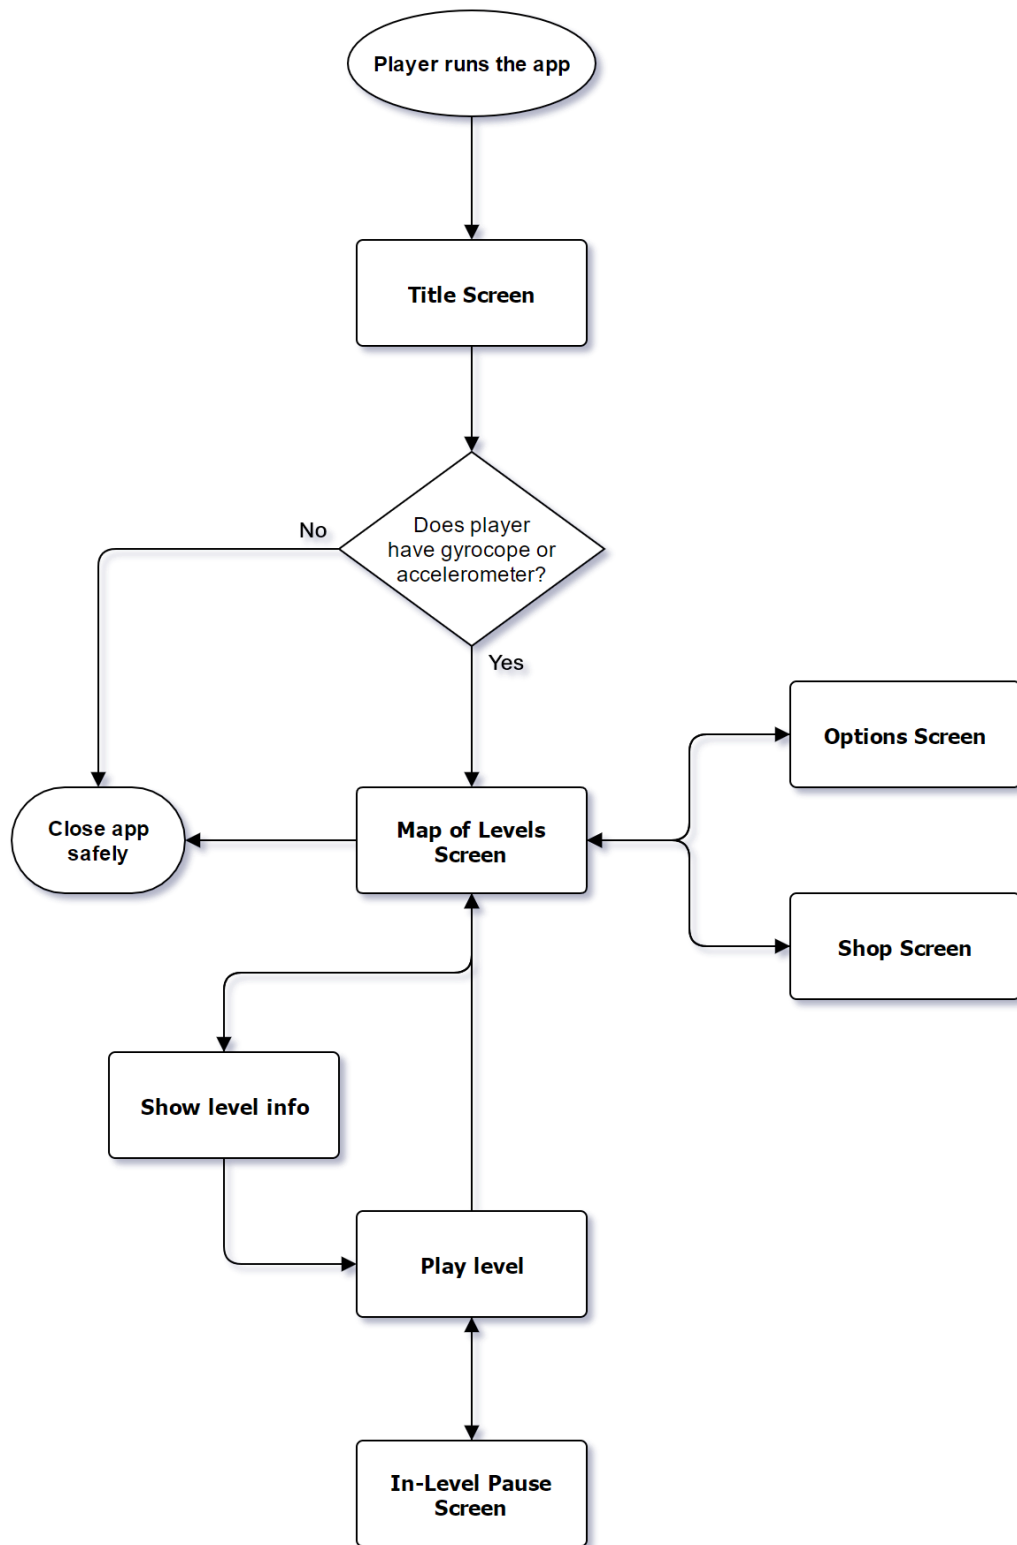 Player runs the app
Title Screen
Does player
have gyrocope or
accelerometer?
No
Yes
Options Screen
Close app
safely
Map of Levels
Screen
Shop Screen
Show level info
Play level
In-Level Pause
Screen